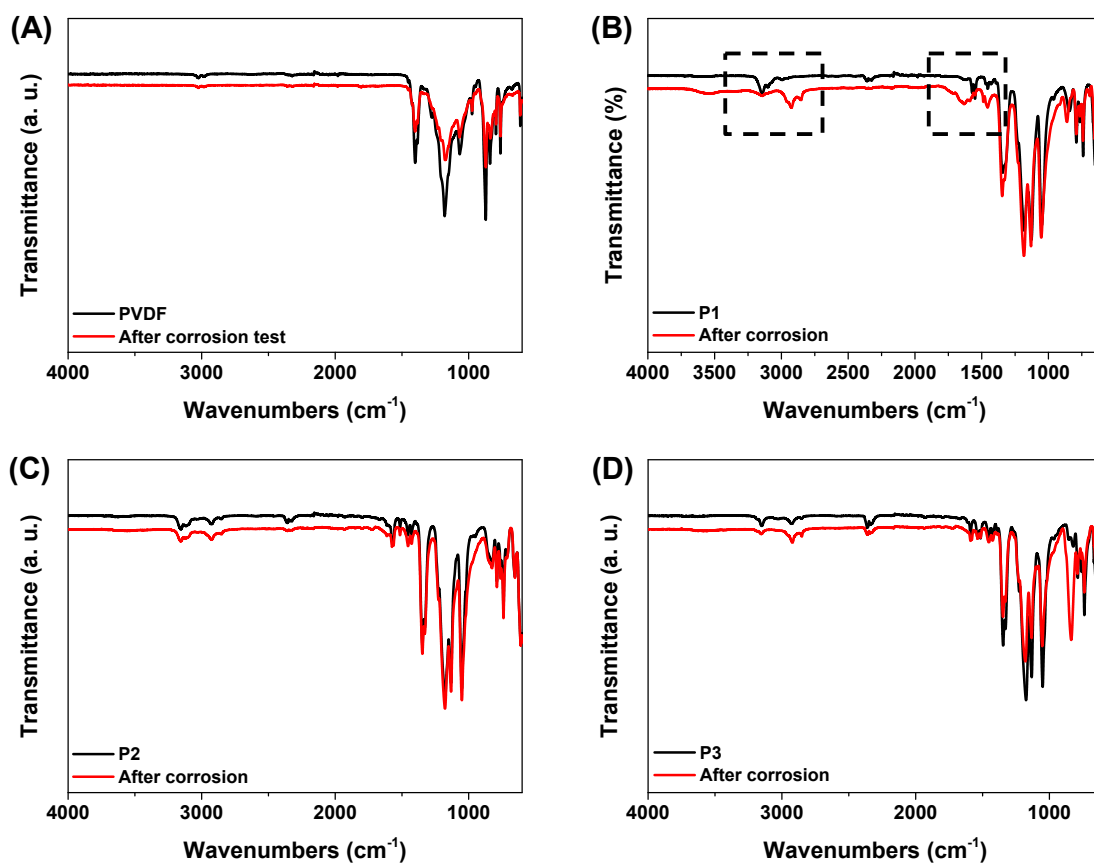 (A)
Transmittance (a. u.)
PVDF
After corrosion test
4000 3000 2000 1000
Wavenumbers (cm-1)
(B)
Transmittance (%)
P1
After corrosion
4000 3500 3000 2500 2000 1500 1000
Wavenumbers (cm-1)
(C)
Transmittance (a. u.)
P2
After corrosion
4000 3000 2000 1000
Wavenumbers (cm-1)
(D)
Transmittance (a. u.)
P3
After corrosion
4000 3000 2000 1000
Wavenumbers (cm-1)